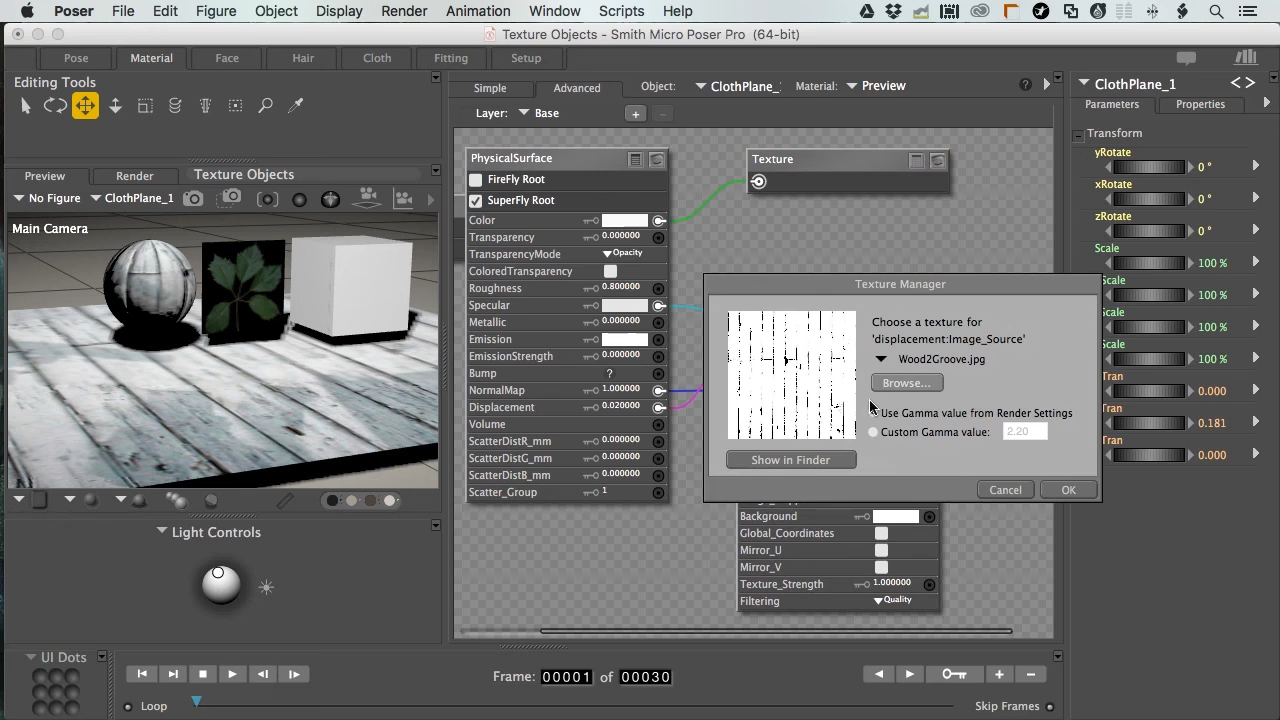 Poser File Edit Figure Object Display Render Animation Window Scripts Help
Texture Objects - Smith Micro Poser Pro (64-bit)
Pose Material Face Hair Cloth Fitting Setup
Editing Tools
Simple Advanced Object: ClothPlane_ Material: Preview
Layer: Base + -
ClothPlane_1
Parameters Properties
Transform
yRotate 0 °
xRotate 0 °
zRotate 0 °
Scale 100 %
Scale 100 %
Scale 100 %
Scale 100 %
Tran 0.000
Tran 0.181
Tran 0.000
Preview Render Texture Objects
No Figure ClothPlane_1
Main Camera
PhysicalSurface
FireFly Root
SuperFly Root
Color
Transparency 0.000000
TransparencyMode Opacity
ColoredTransparency
Roughness 0.800000
Specular
Metallic 0.000000
Emission
EmissionStrength 0.000000
Bump ?
NormalMap 1.000000
Displacement 0.020000
Volume
ScatterDistR_mm 0.000000
ScatterDistG_mm 0.000000
ScatterDistB_mm 0.000000
Scatter_Group 1
Texture
Texture Manager
Choose a texture for
'displacement:Image_Source'
Wood2Groove.jpg
Browse...
Use Gamma value from Render Settings
Custom Gamma value: 2.20
Show in Finder
Cancel OK
Background
Global_Coordinates
Mirror_U
Mirror_V
Texture_Strength 1.000000
Filtering Quality
Light Controls
UI Dots
Frame: 00001 of 00030
Loop
Skip Frames